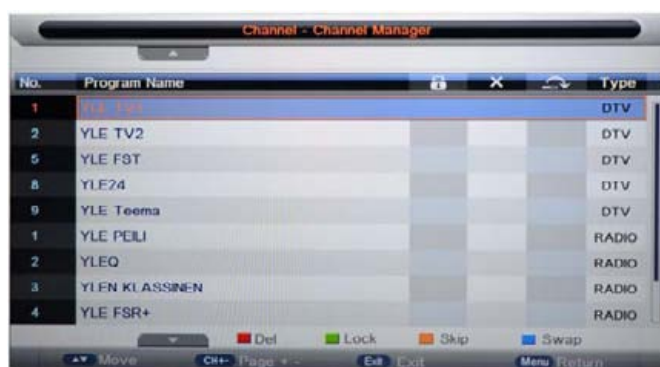 Channel - Channel Manager
No. Program Name Type
1 YLE TV1 DTV
2 YLE TV2 DTV
5 YLE FST DTV
8 YLE24 DTV
9 YLE Teema DTV
1 YLE PEILI RADIO
2 YLEQ RADIO
3 YLEN KLASSINEN RADIO
4 YLE FSR+ RADIO
Del Lock Skip Swap
Move CH+- Page + - Exit Exit Menu Return